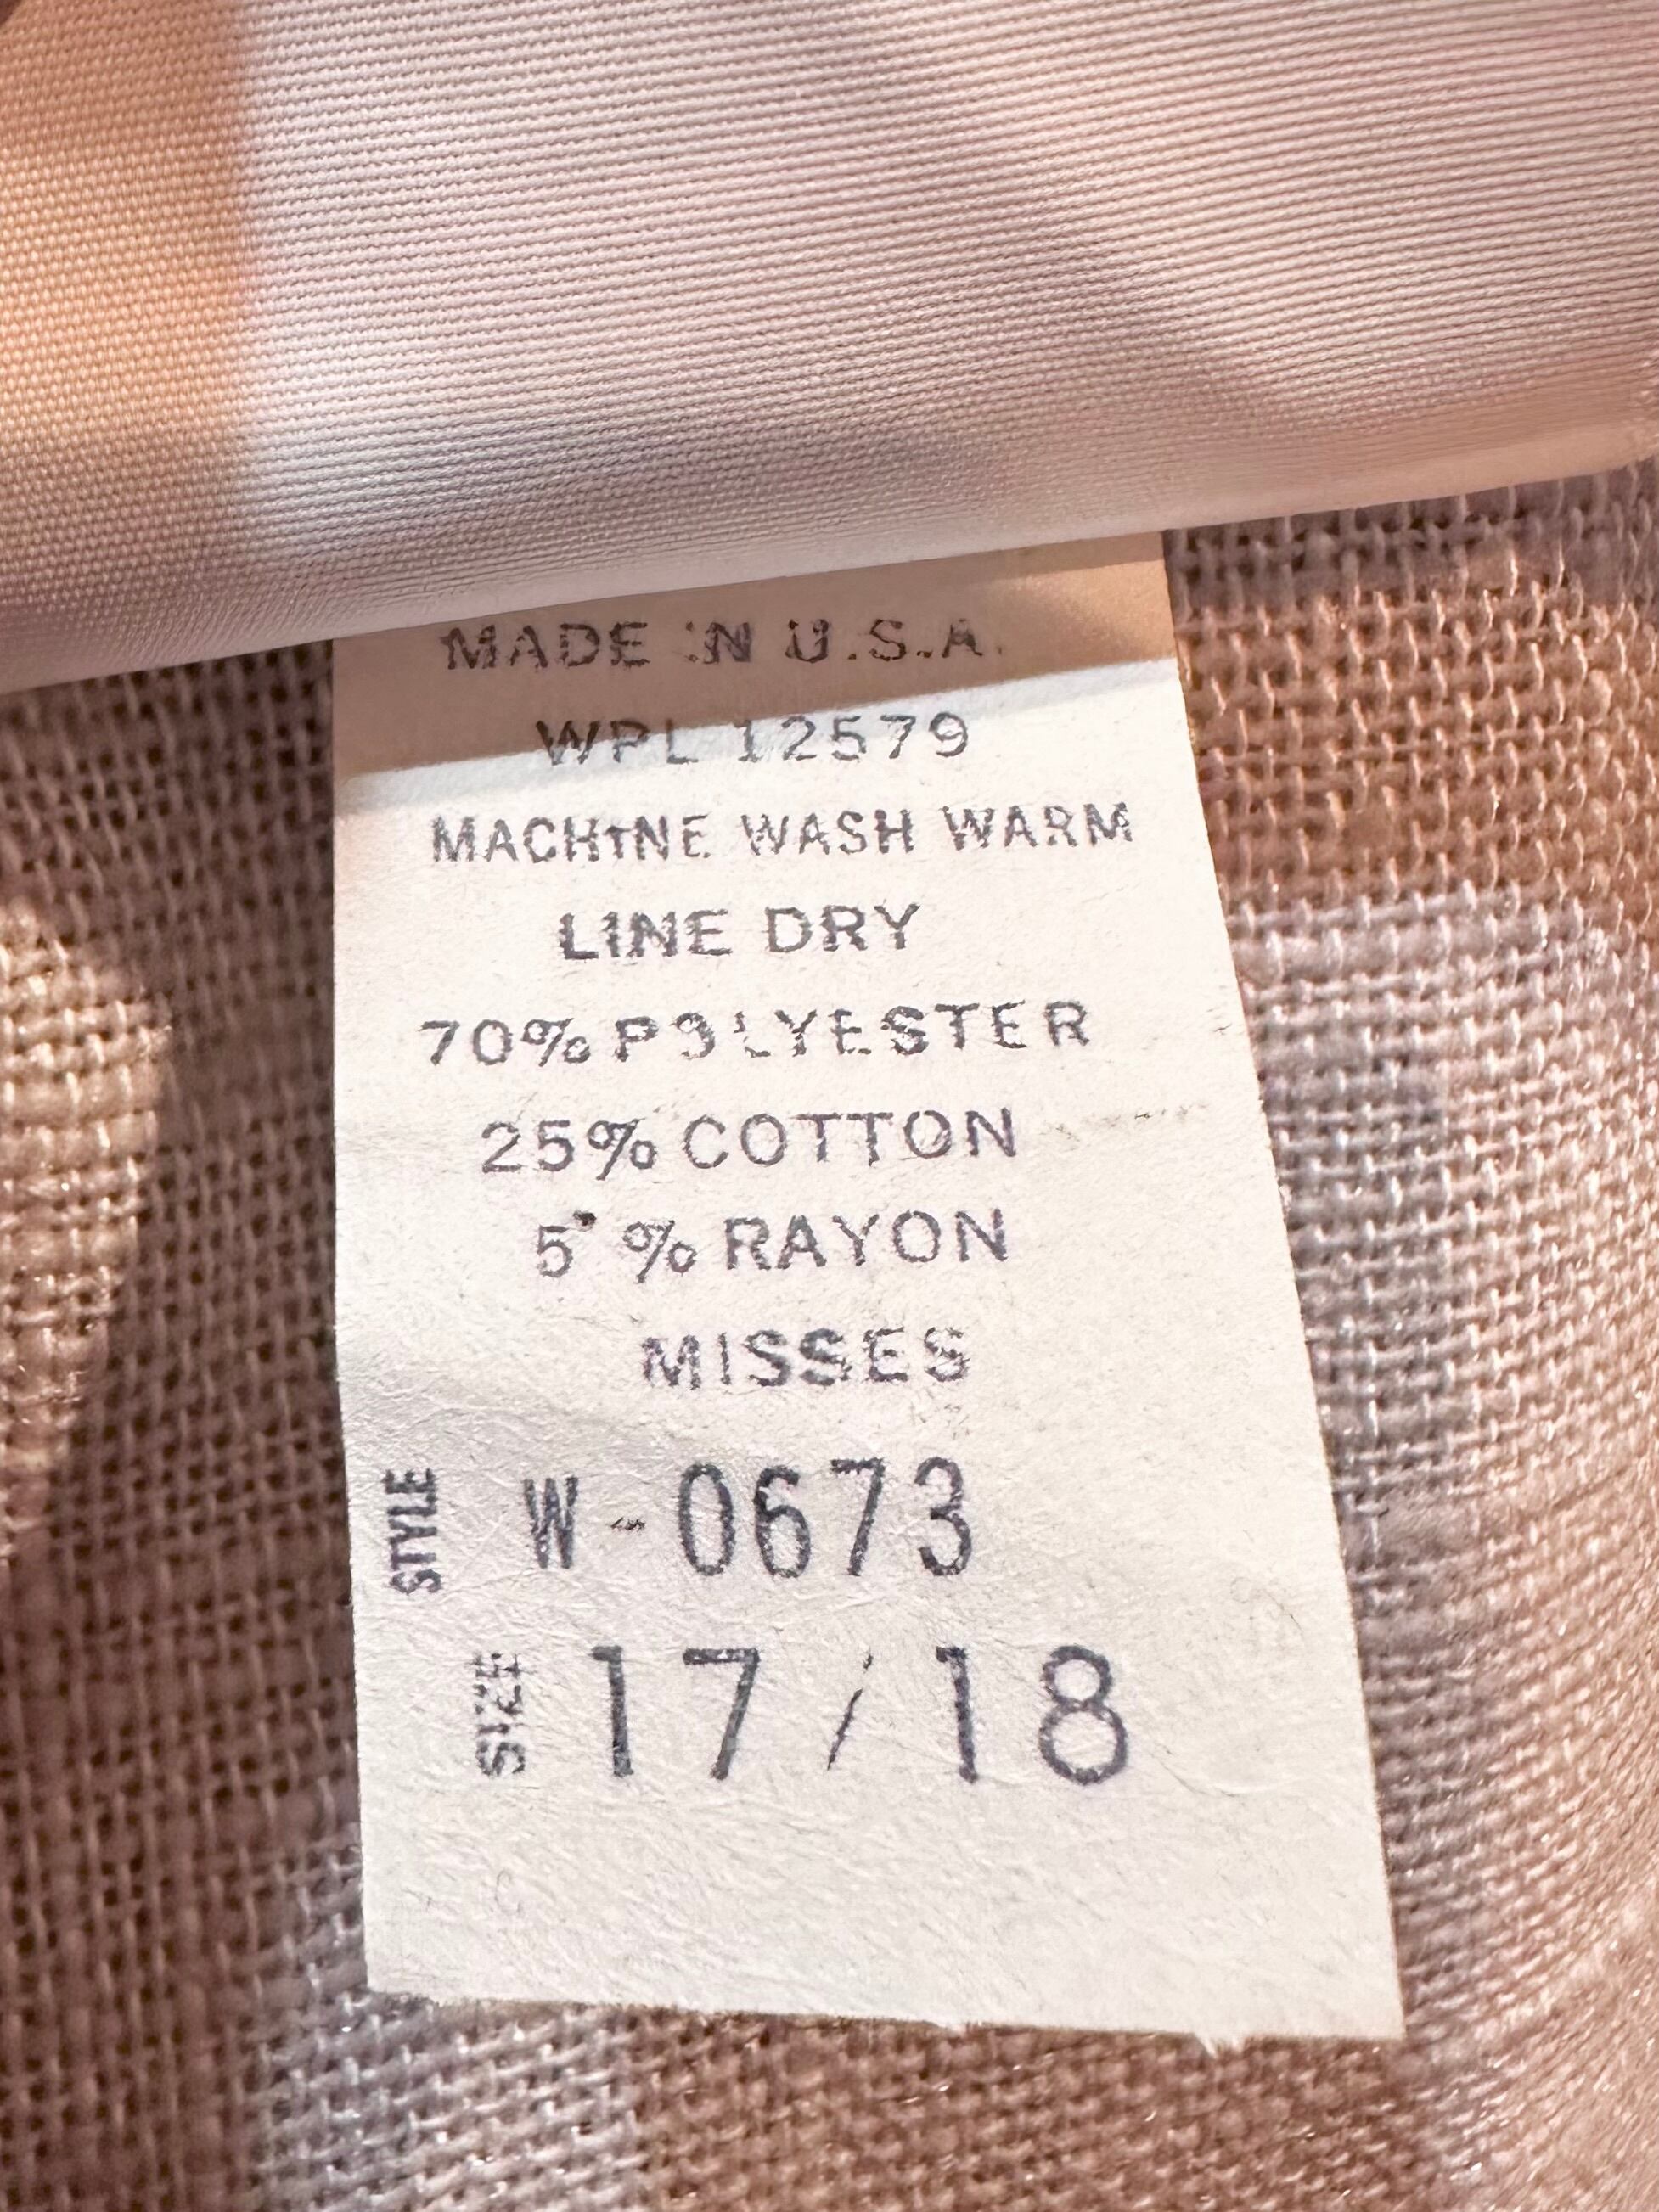 MADE IN U.S.A.
WPL 12579
MACHINE WASH WARM
LINE DRY
70% POLYESTER
25% COTTON
5 % RAYON
MISSES
STYLE W - 0673
SIZE 17 / 18